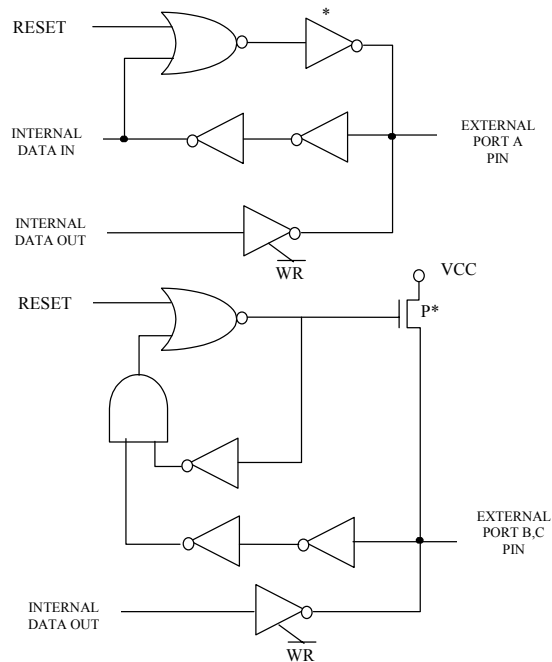 RESET
*
INTERNAL
DATA IN
EXTERNAL
PORT A
PIN
INTERNAL
DATA OUT
WR
VCC
RESET
P*
EXTERNAL
PORT B,C
PIN
INTERNAL
DATA OUT
WR